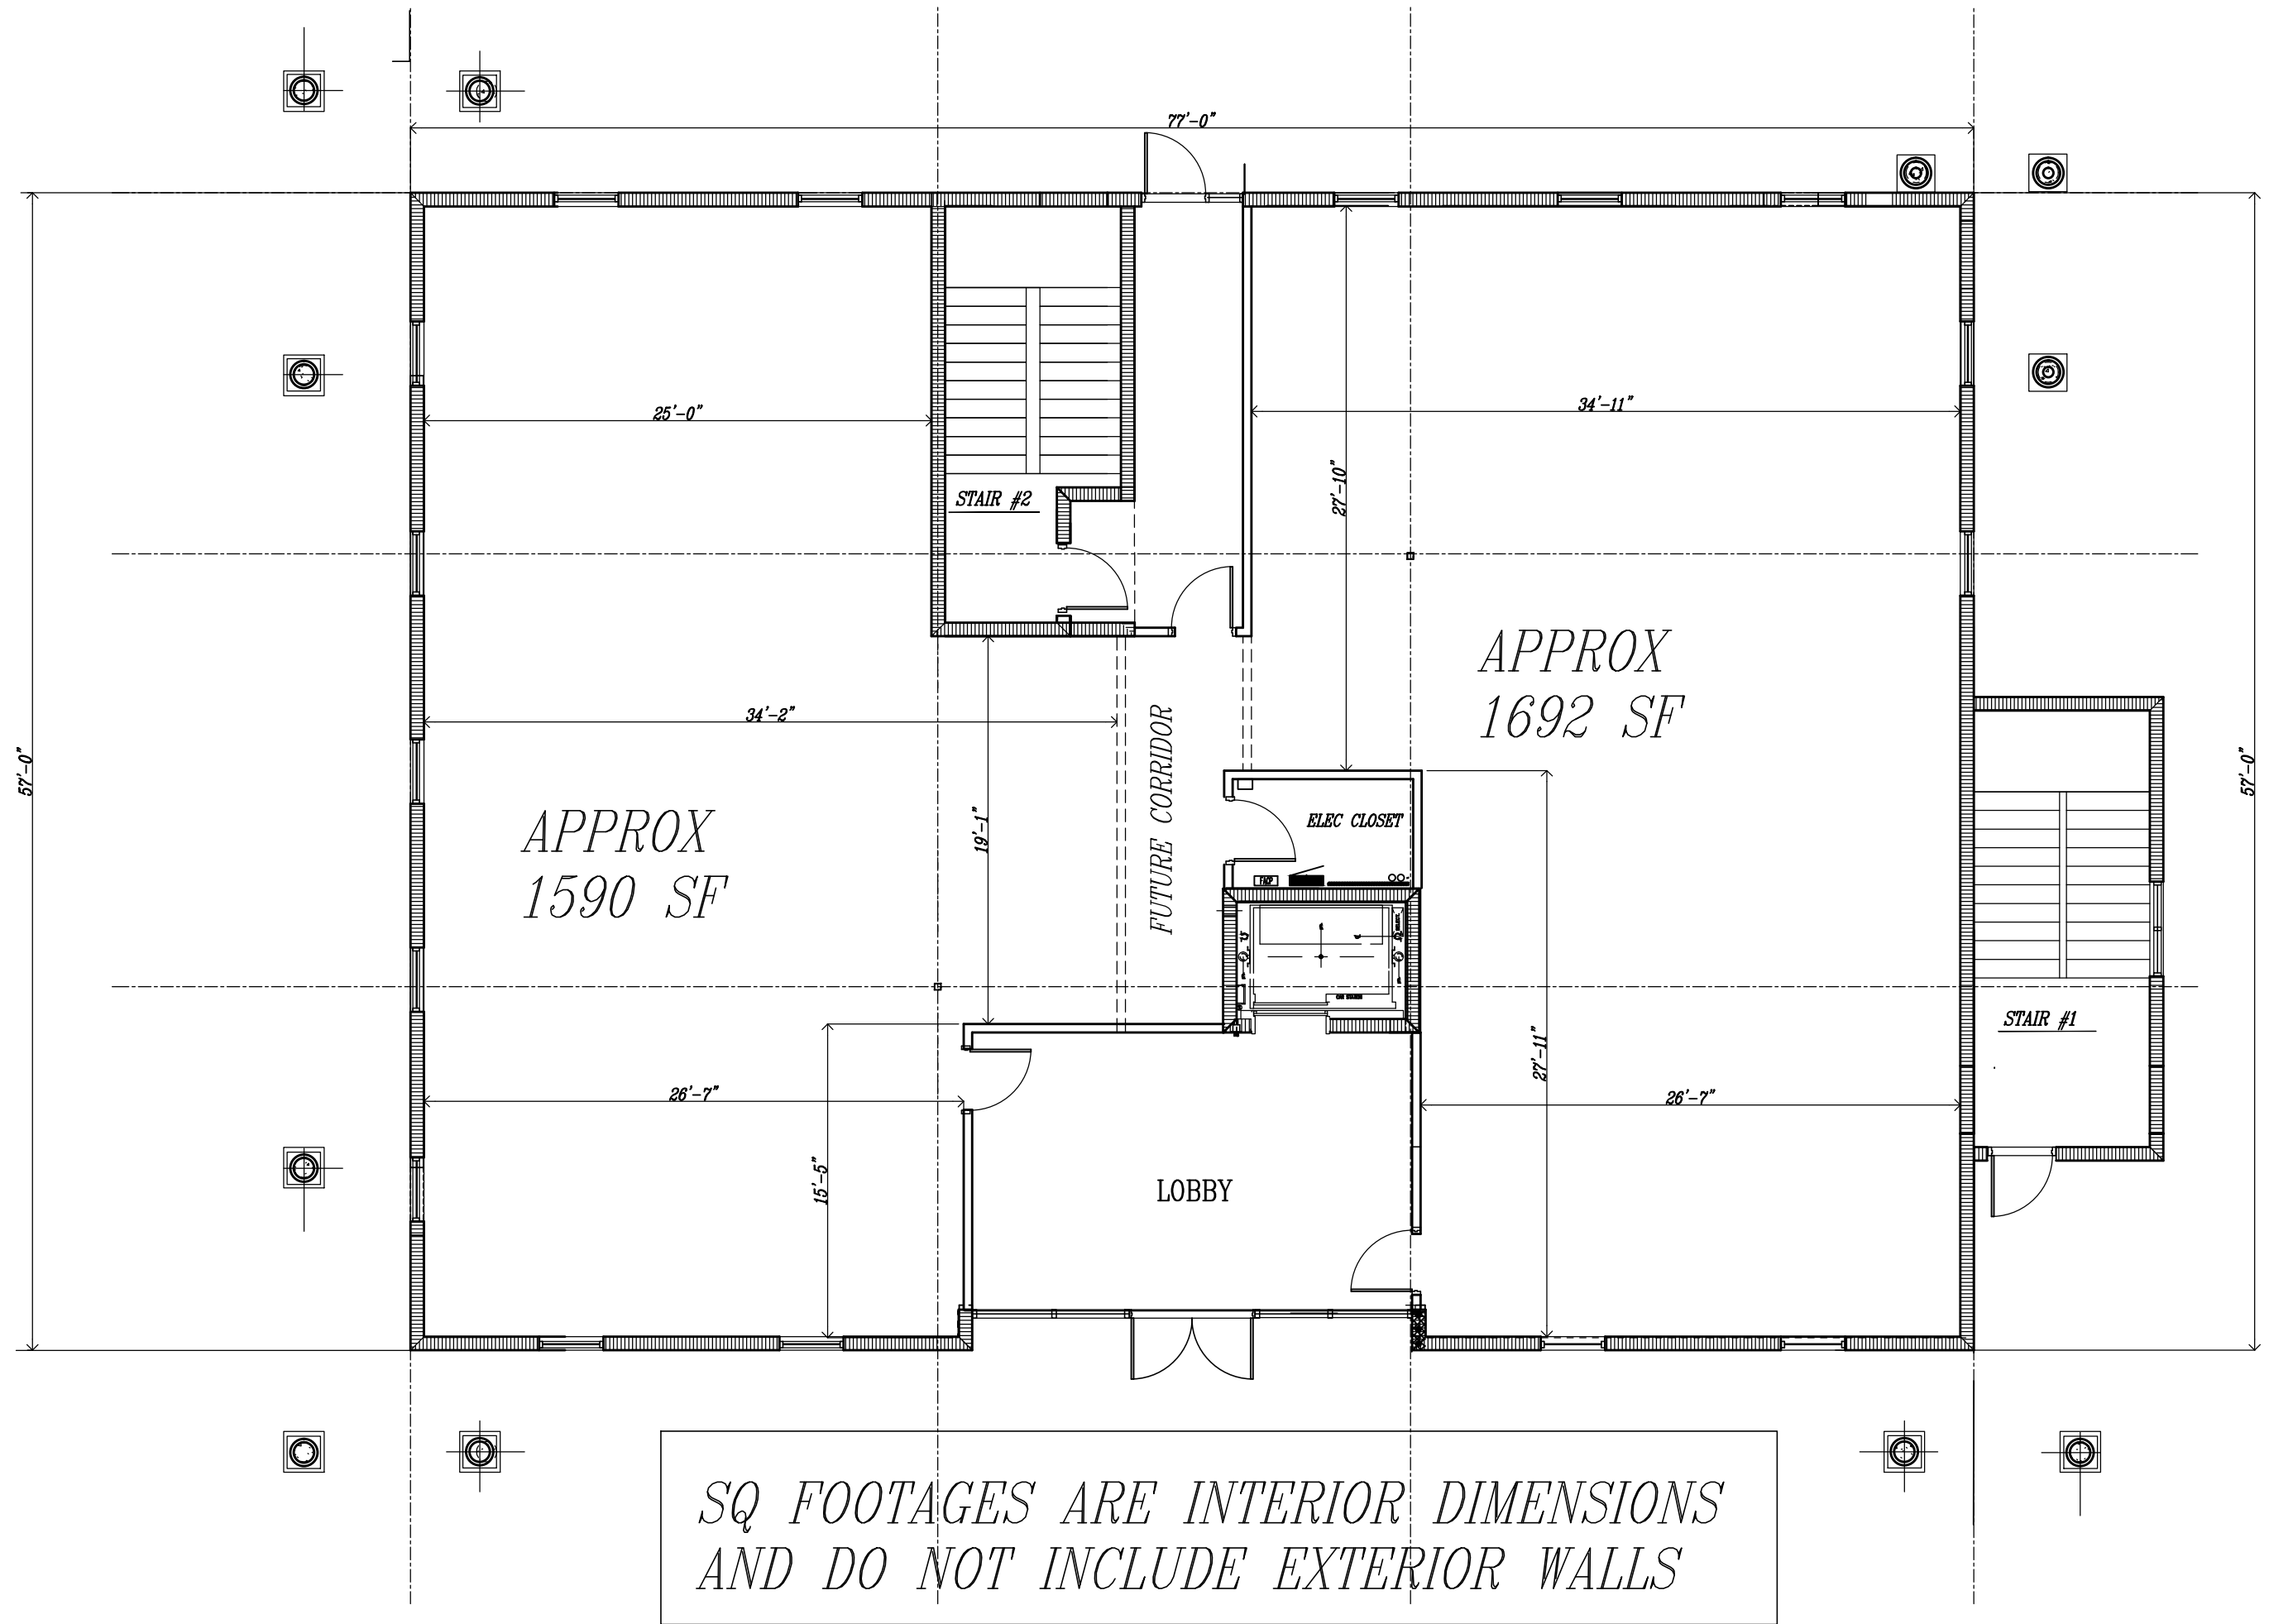 77'-0"
25'-0"
34'-11"
27'-10"
STAIR #2
APPROX
1692 SF
34'-2"
FUTURE CORRIDOR
57'-0"
57'-0"
19'-1"
ELEC CLOSET
APPROX
1590 SF
FACP
STAIR #1
27'-11"
26'-7"
26'-7"
15'-5"
LOBBY
SQ FOOTAGES ARE INTERIOR DIMENSIONS
AND DO NOT INCLUDE EXTERIOR WALLS